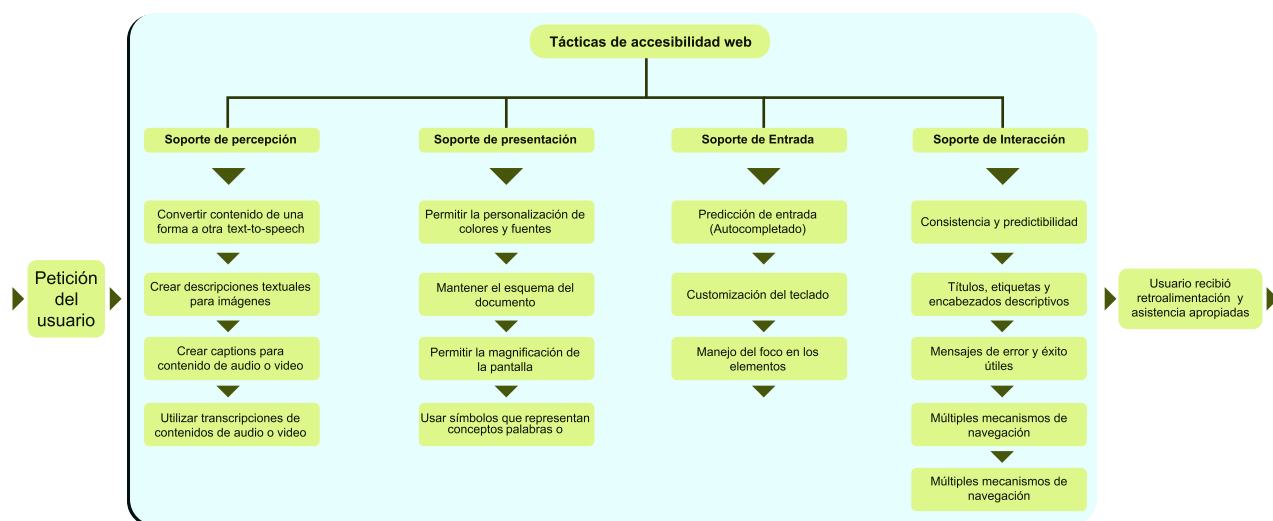 Tácticas de accesibilidad web
Soporte de percepción
Convertir contenido de una
forma a otra text-to-speech
Crear descripciones textuales
para imágenes
Crear captions para
contenido de audio o video
Utilizar transcripciones de
contenidos de audio o video
Soporte de presentación
Permitir la personalización de
colores y fuentes
Mantener el esquema del
documento
Permitir la magnificación de
la pantalla
Usar símbolos que representan
conceptos palabras o
Soporte de Entrada
Predicción de entrada
(Autocompletado)
Customización del teclado
Manejo del foco en los
elementos
Soporte de Interacción
Consistencia y predictibilidad
Títulos, etiquetas y
encabezados descriptivos
Mensajes de error y éxito
útiles
Múltiples mecanismos de
navegación
Múltiples mecanismos de
navegación
Petición
del
usuario
Usuario recibió
retroalimentación y
asistencia apropiadas